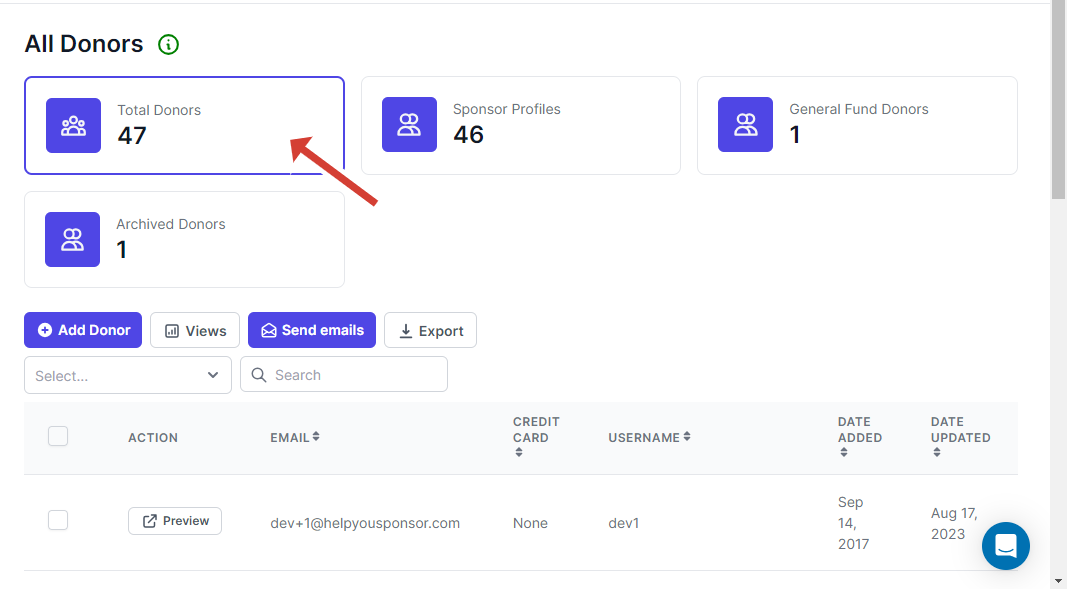 All Donors
Total Donors
47
Sponsor Profiles
46
General Fund Donors
1
Archived Donors
1
Add Donor
Views
Send emails
Export
Select...
Search
ACTION
EMAIL
CREDIT
CARD
USERNAME
DATE
ADDED
DATE
UPDATED
Preview
dev+1@helpyousponsor.com
None
dev1
Sep
14,
2017
Aug 17,
2023